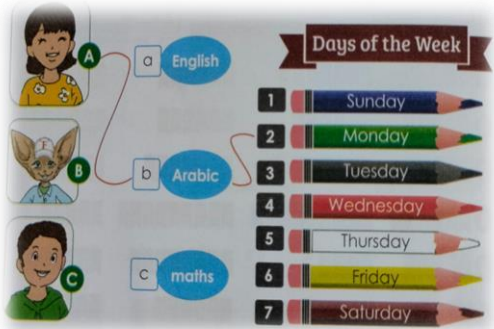 Days of the Week
A
a English
1 Sunday
2 Monday
F
B
b Arabic
3 Tuesday
4 Wednesday
5 Thursday
C
c maths
6 Friday
7 Saturday